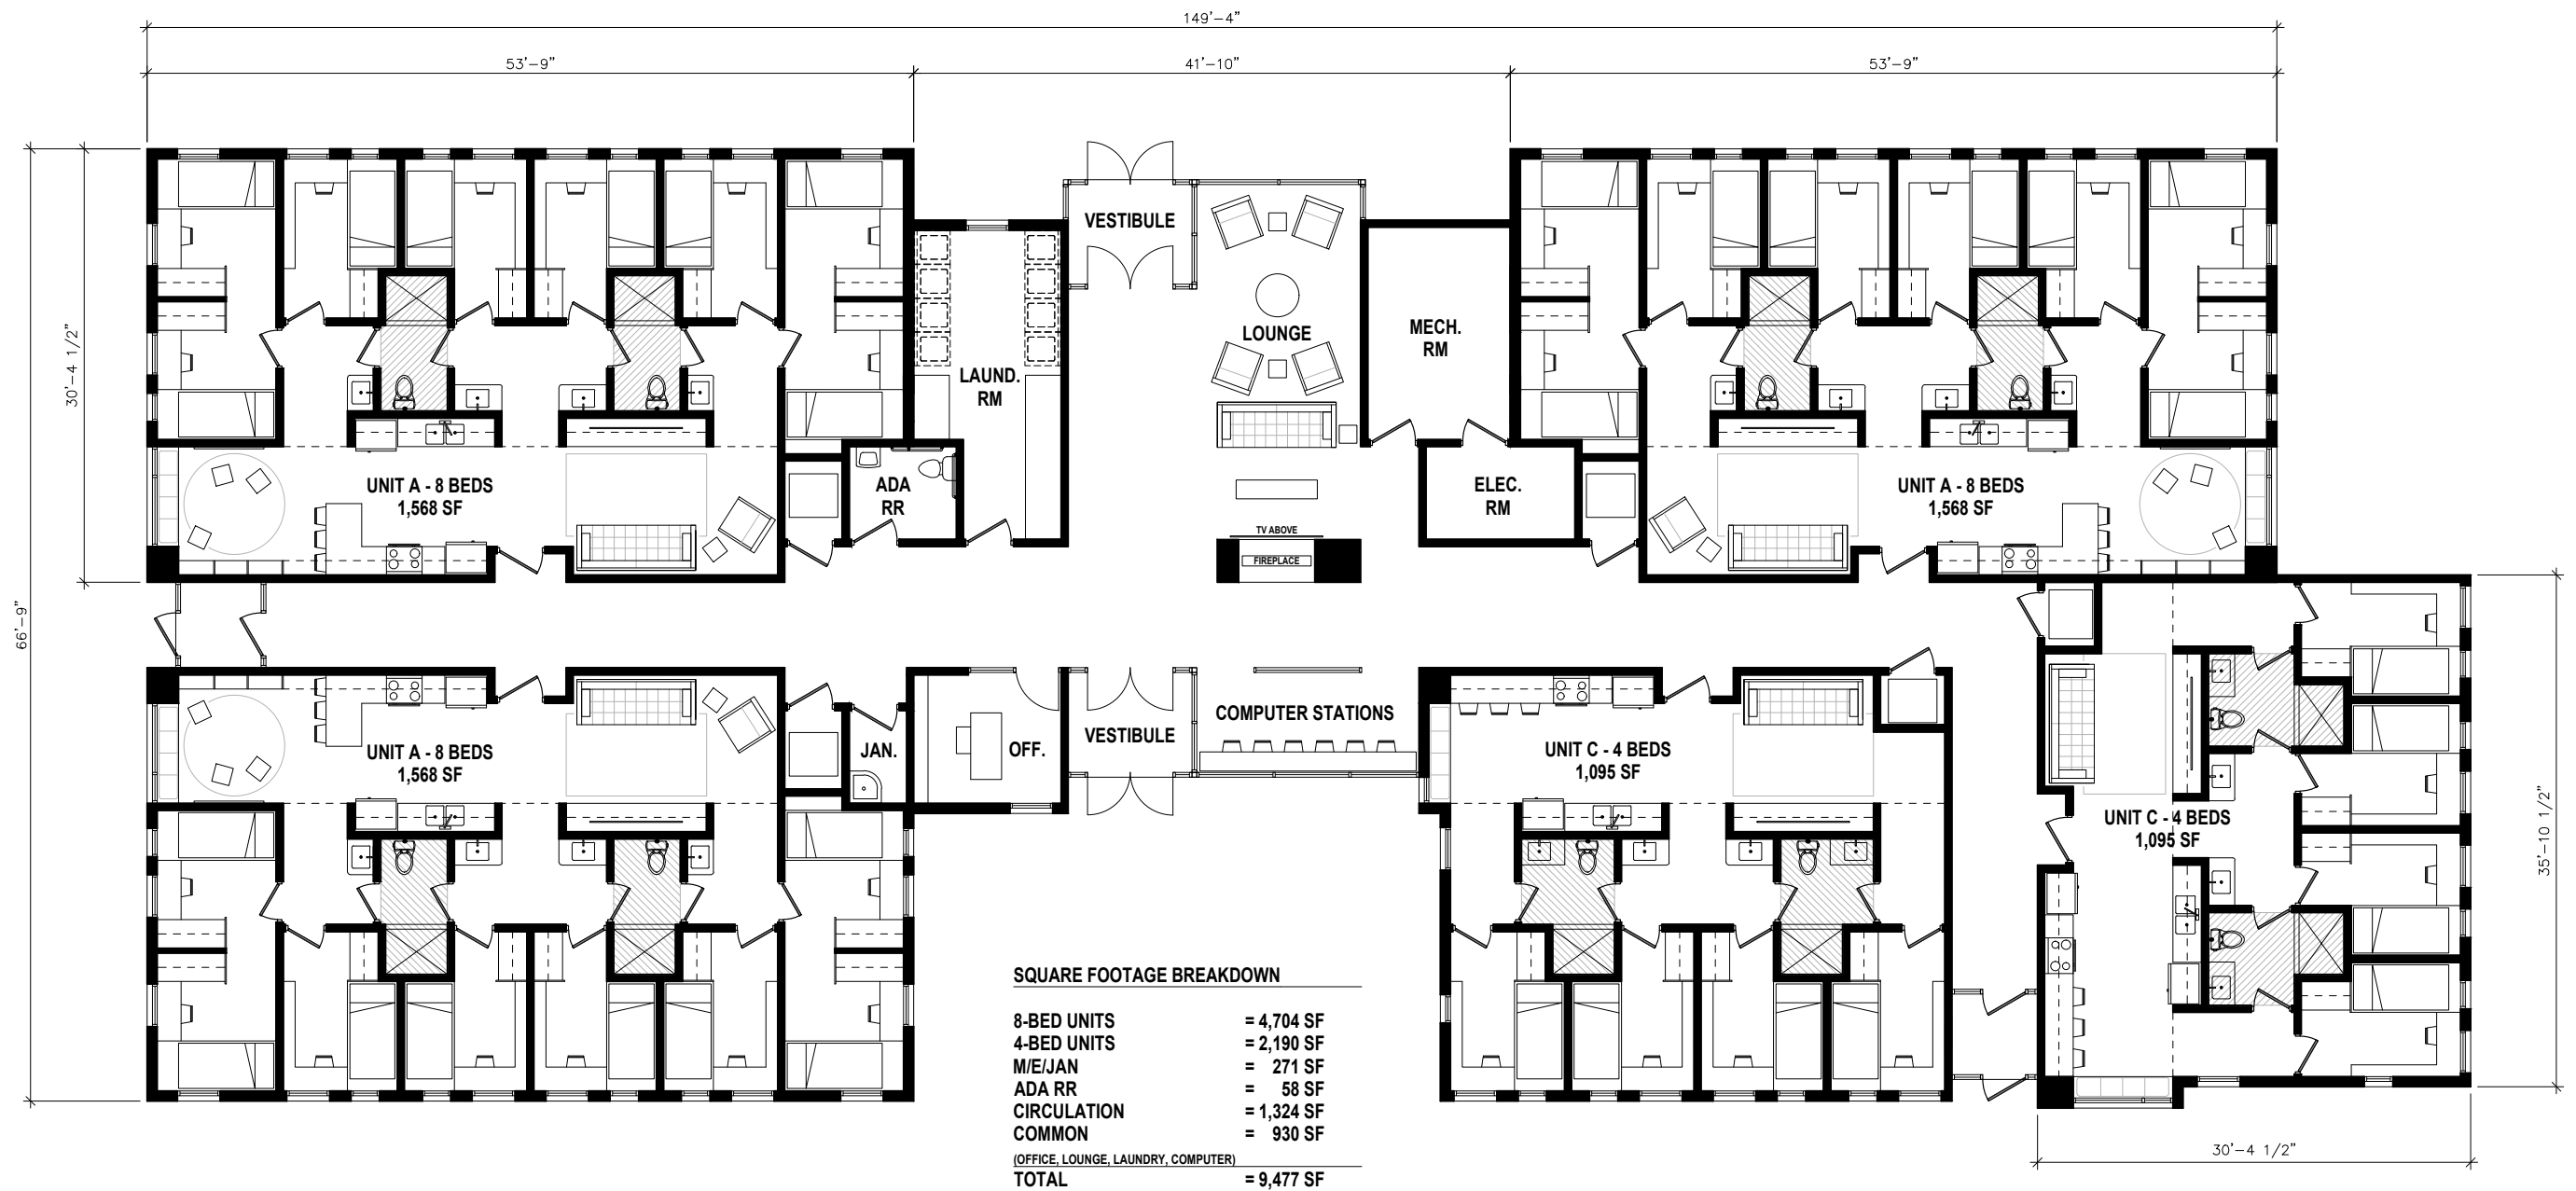 149'-4"
53'-9"
41'-10"
53'-9"
66'-9"
30'-4 1/2"
VESTIBULE
LOUNGE
MECH.
RM
LAUND.
RM
UNIT A - 8 BEDS
1,568 SF
ADA
RR
ELEC.
RM
UNIT A - 8 BEDS
1,568 SF
TV ABOVE
FIREPLACE
UNIT A - 8 BEDS
1,568 SF
JAN.
OFF.
VESTIBULE
COMPUTER STATIONS
UNIT C - 4 BEDS
1,095 SF
UNIT C - 4 BEDS
1,095 SF
35'-10 1/2"
30'-4 1/2"
SQUARE FOOTAGE BREAKDOWN
8-BED UNITS = 4,704 SF
4-BED UNITS = 2,190 SF
M/E/JAN = 271 SF
ADA RR = 58 SF
CIRCULATION = 1,324 SF
COMMON = 930 SF
(OFFICE, LOUNGE, LAUNDRY, COMPUTER)
TOTAL = 9,477 SF